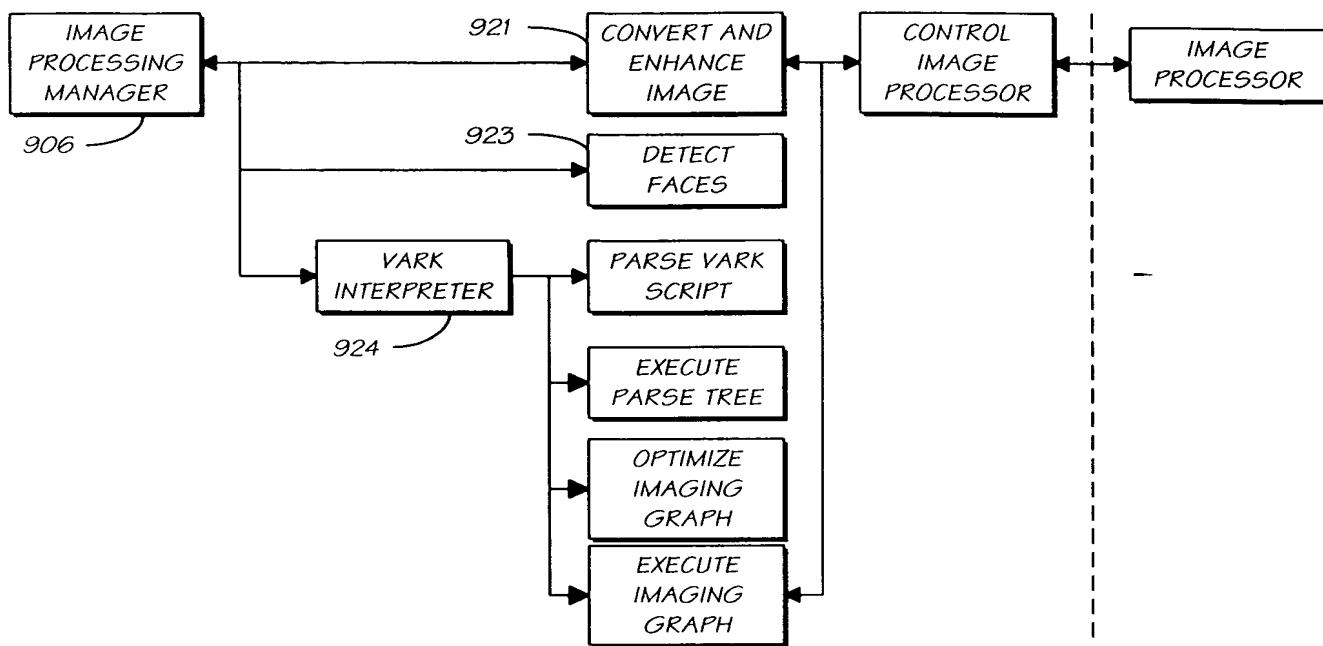 IMAGE
PROCESSING
MANAGER
906
921
CONVERT AND
ENHANCE
IMAGE
CONTROL
IMAGE
PROCESSOR
IMAGE
PROCESSOR
923
DETECT
FACES
VARK
INTERPRETER
924
PARSE VARK
SCRIPT
EXECUTE
PARSE TREE
OPTIMIZE
IMAGING
GRAPH
EXECUTE
IMAGING
GRAPH